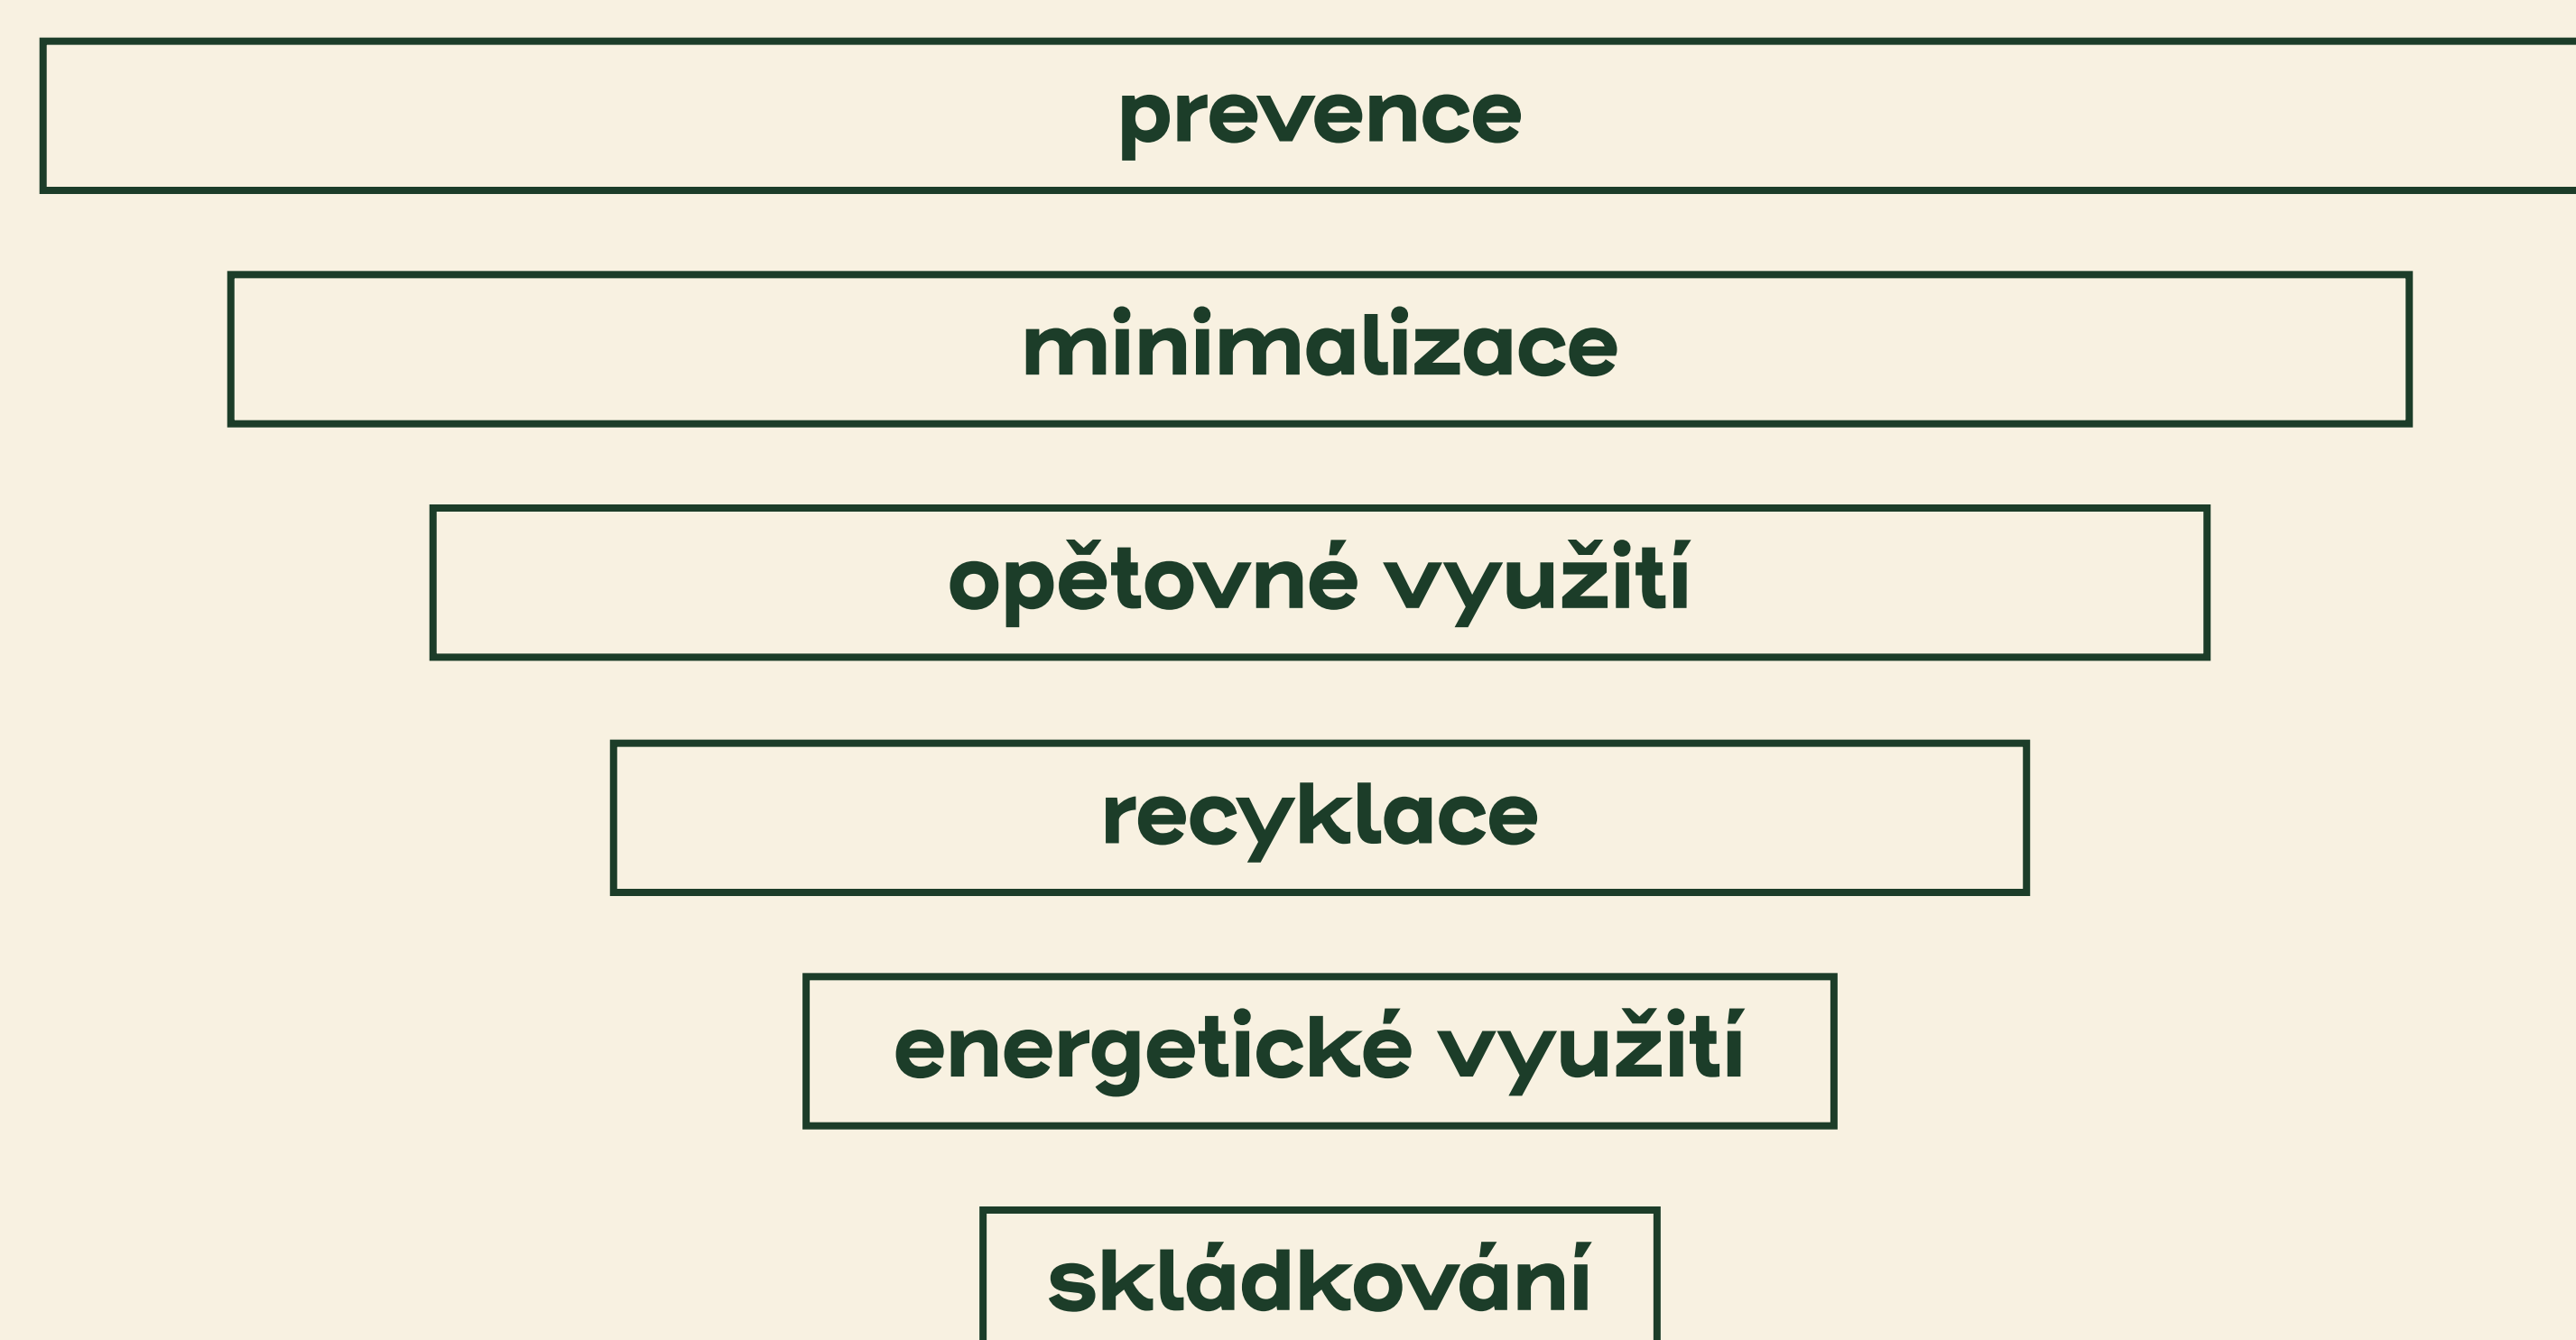 prevence
minimalizace
opětovné využití
recyklace
energetické využití
skládkování